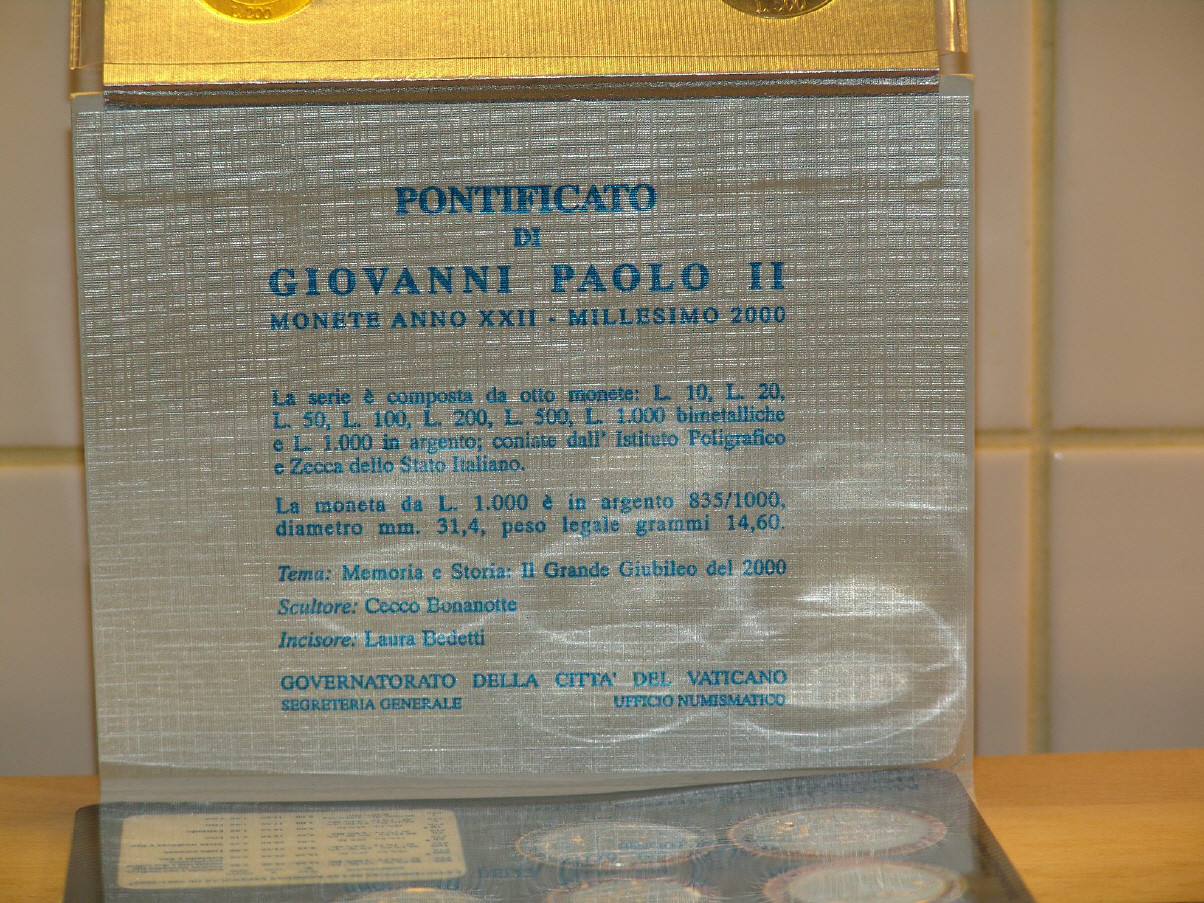 L. 200
L. 500
PONTIFICATO
DI
GIOVANNI PAOLO II
MONETE ANNO XXII - MILLESIMO 2000
La serie è composta da otto monete: L. 10, L. 20,
L. 50, L. 100, L. 200, L. 500, L. 1.000 bimetalliche
e L. 1.000 in argento; coniate dall' Istituto Poligrafico
e Zecca dello Stato Italiano.
La moneta da L. 1.000 è in argento 835/1000,
diametro mm. 31,4, peso legale grammi 14,60.
Tema: Memoria e Storia: Il Grande Giubileo del 2000
Scultore: Cecco Bonanotte
Incisore: Laura Bedetti
GOVERNATORATO DELLA CITTA' DEL VATICANO
SEGRETERIA GENERALE UFFICIO NUMISMATICO